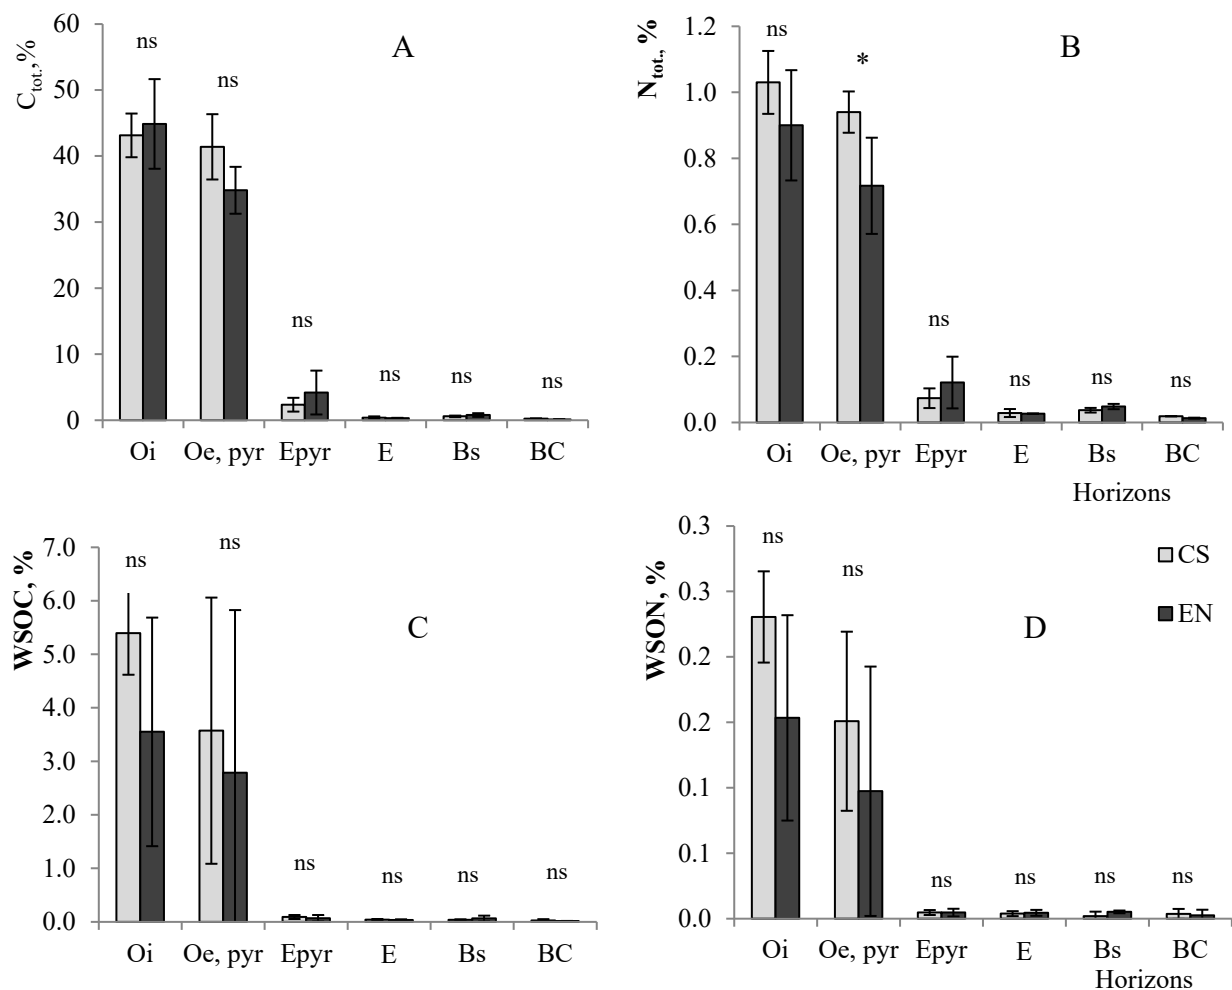 60
50
40
30
20
10
0
C tot., %
A
ns
ns
ns
ns
ns
ns
Oi Oe, pyr Epyr E Bs BC
1.2
1.0
0.8
0.6
0.4
0.2
0.0
N tot., %
B
ns
*
ns
ns
ns
ns
Oi Oe, pyr Epyr E Bs BC
Horizons
7.0
6.0
5.0
4.0
3.0
2.0
1.0
0.0
WSOC, %
C
ns
ns
ns
ns
ns
ns
Oi Oe, pyr Epyr E Bs BC
0.3
0.3
0.2
0.2
0.1
0.1
0.0
WSON, %
D
ns
ns
ns
ns
ns
ns
CS
EN
Oi Oe, pyr Epyr E Bs BC
Horizons